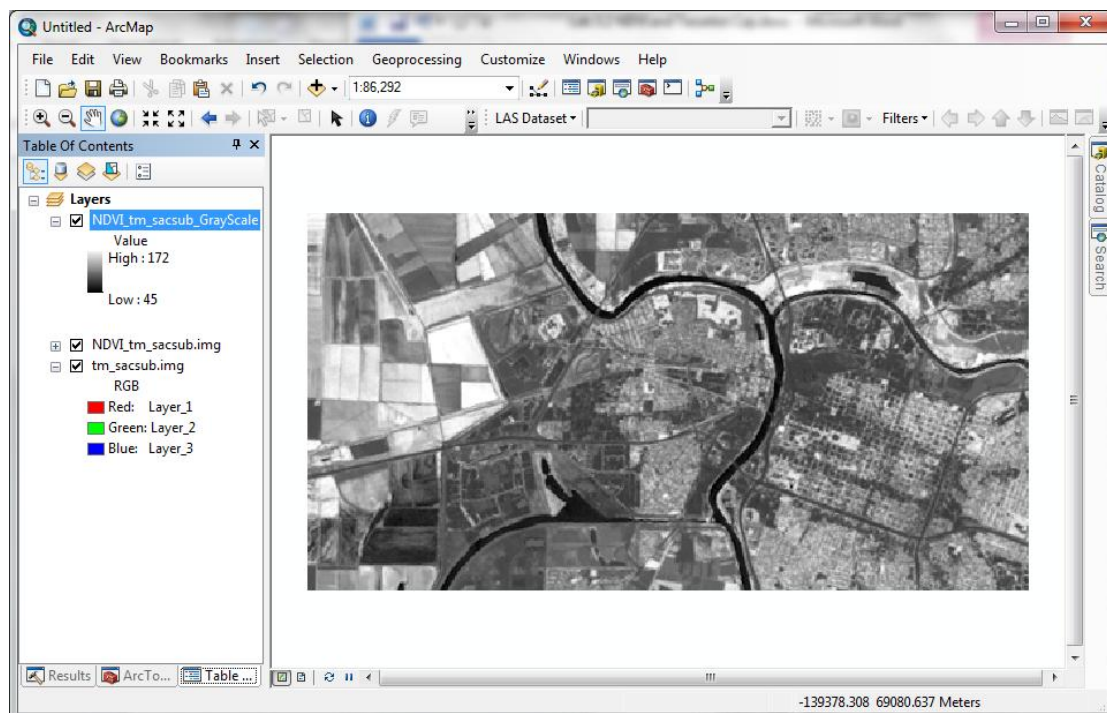 Untitled - ArcMap
File Edit View Bookmarks Insert Selection Geoprocessing Customize Windows Help
1:86,292
LAS Dataset Filters
Table Of Contents
Layers
NDVI_tm_sacsub_GrayScale
Value
High : 172
Low : 45
NDVI_tm_sacsub.img
tm_sacsub.img
RGB
Red: Layer_1
Green: Layer_2
Blue: Layer_3
Catalog
Search
Results ArcTo... Table ...
-139378.308 69080.637 Meters